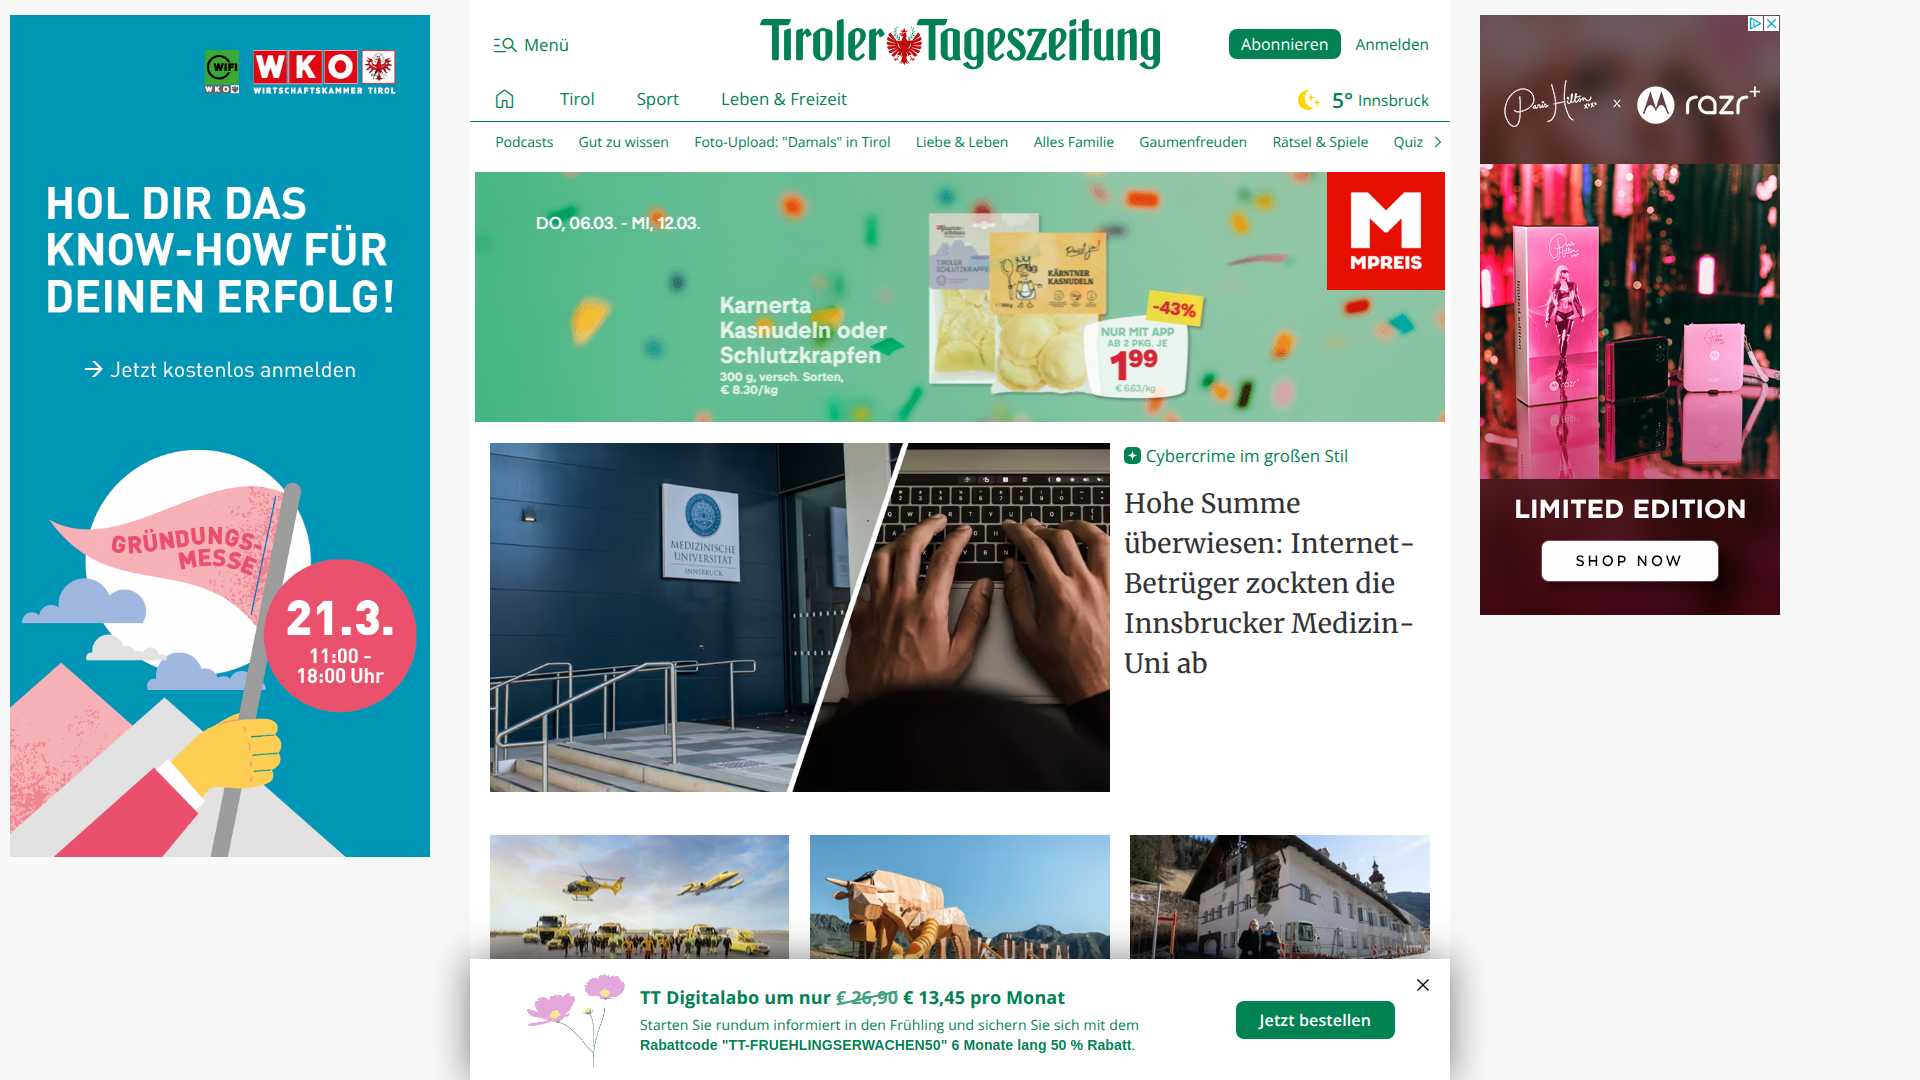 WIFI
WKO
WKO
WIRTSCHAFTSKAMMER TIROL
HOL DIR DAS
KNOW-HOW FÜR
DEINEN ERFOLG!
→ Jetzt kostenlos anmelden
GRÜNDUNGS-
MESSE
21.3.
11:00 -
18:00 Uhr
Menü
Tiroler Tageszeitung
Abonnieren
Anmelden
Tirol
Sport
Leben & Freizeit
5° Innsbruck
Podcasts
Gut zu wissen
Foto-Upload: "Damals" in Tirol
Liebe & Leben
Alles Familie
Gaumenfreuden
Rätsel & Spiele
Quiz
DO, 06.03. - MI, 12.03.
Karnerta
Kasnudeln oder
Schlutzkrapfen
300 g, versch. Sorten,
€ 8.30/kg
TIROLER
SCHLUTZKRAPFEN
KÄRNTNER
KASNUDELN
-43%
NUR MIT APP
AB 2 PKG. JE
199
€ 6.63/kg
MPREIS
MEDIZINISCHE
UNIVERSITÄT
INNSBRUCK
Cybercrime im großen Stil
Hohe Summe
überwiesen: Internet-
Betrüger zockten die
Innsbrucker Medizin-
Uni ab
TT Digitalabo um nur € 26,90 € 13,45 pro Monat
Starten Sie rundum informiert in den Frühling und sichern Sie sich mit dem
Rabattcode "TT-FRUEHLINGSERWACHEN50" 6 Monate lang 50 % Rabatt.
Jetzt bestellen
Paris Hilton x razr+
limited edition
razr+
LIMITED EDITION
SHOP NOW